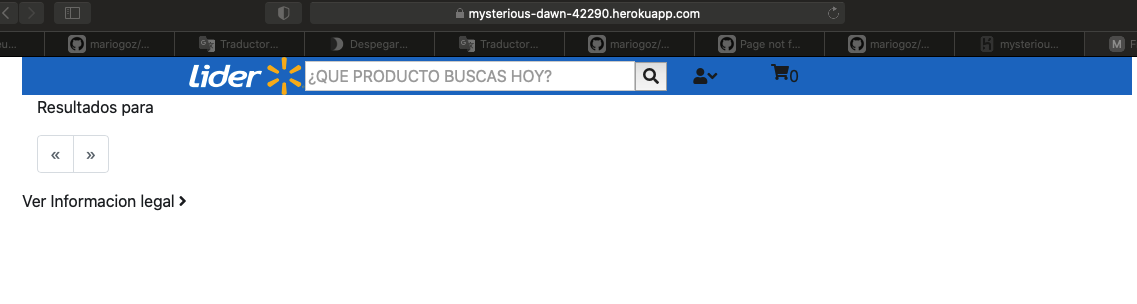 mysterious-dawn-42290.herokuapp.com
mariogoz/... Traductor... Despegar... Traductor... mariogoz/... Page not f... mariogoz/... mysteriou... M F
lider ¿QUE PRODUCTO BUSCAS HOY? 0
Resultados para
« »
Ver Informacion legal